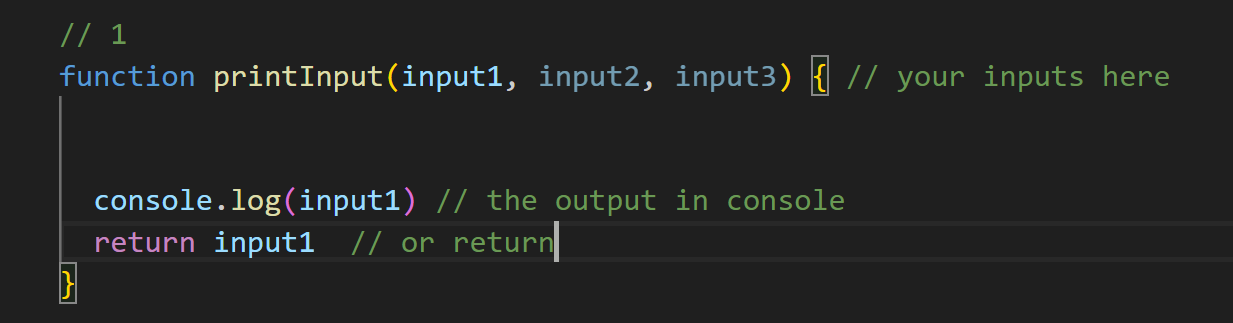 // 1
function printInput(input1, input2, input3) { // your inputs here
console.log(input1) // the output in console
return input1  // or return
}